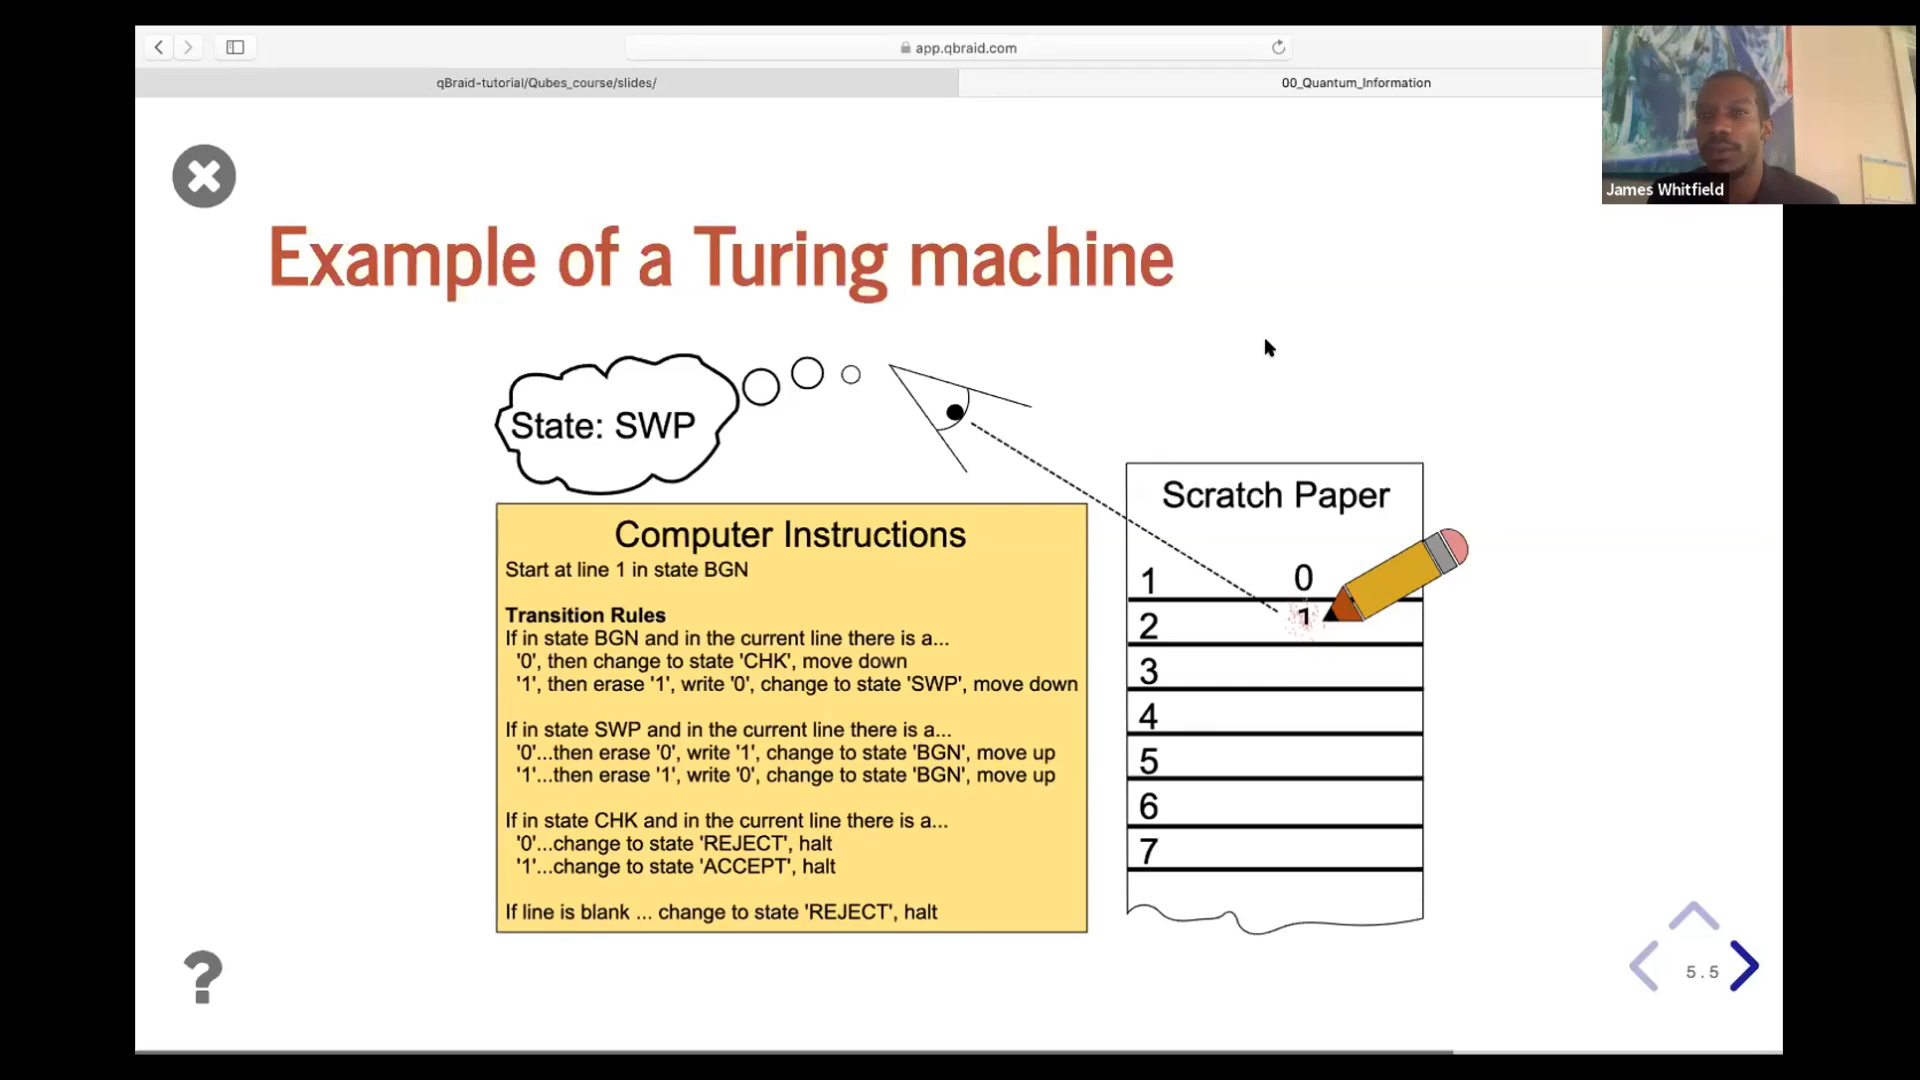 app.qbraid.com
qBraid-tutorial/Qubes_course/slides/
00_Quantum_Information
James Whitfield
Example of a Turing machine
State: SWP
Computer Instructions
Start at line 1 in state BGN
Transition Rules
If in state BGN and in the current line there is a...
'0', then change to state 'CHK', move down
'1', then erase '1', write '0', change to state 'SWP', move down
If in state SWP and in the current line there is a...
'0'...then erase '0', write '1', change to state 'BGN', move up
'1'...then erase '1', write '0', change to state 'BGN', move up
If in state CHK and in the current line there is a...
'0'...change to state 'REJECT', halt
'1'...change to state 'ACCEPT', halt
If line is blank ... change to state 'REJECT', halt
Scratch Paper
1 0
2 1
3
4
5
6
7
?
5.5